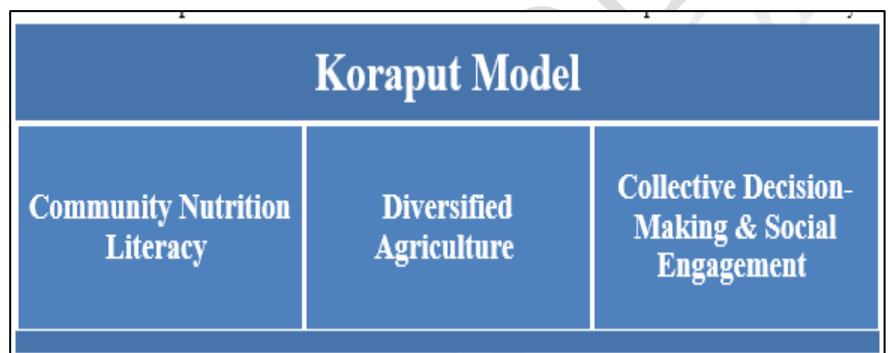 Koraput Model
Community Nutrition
Literacy
Diversified
Agriculture
Collective Decision-
Making & Social
Engagement